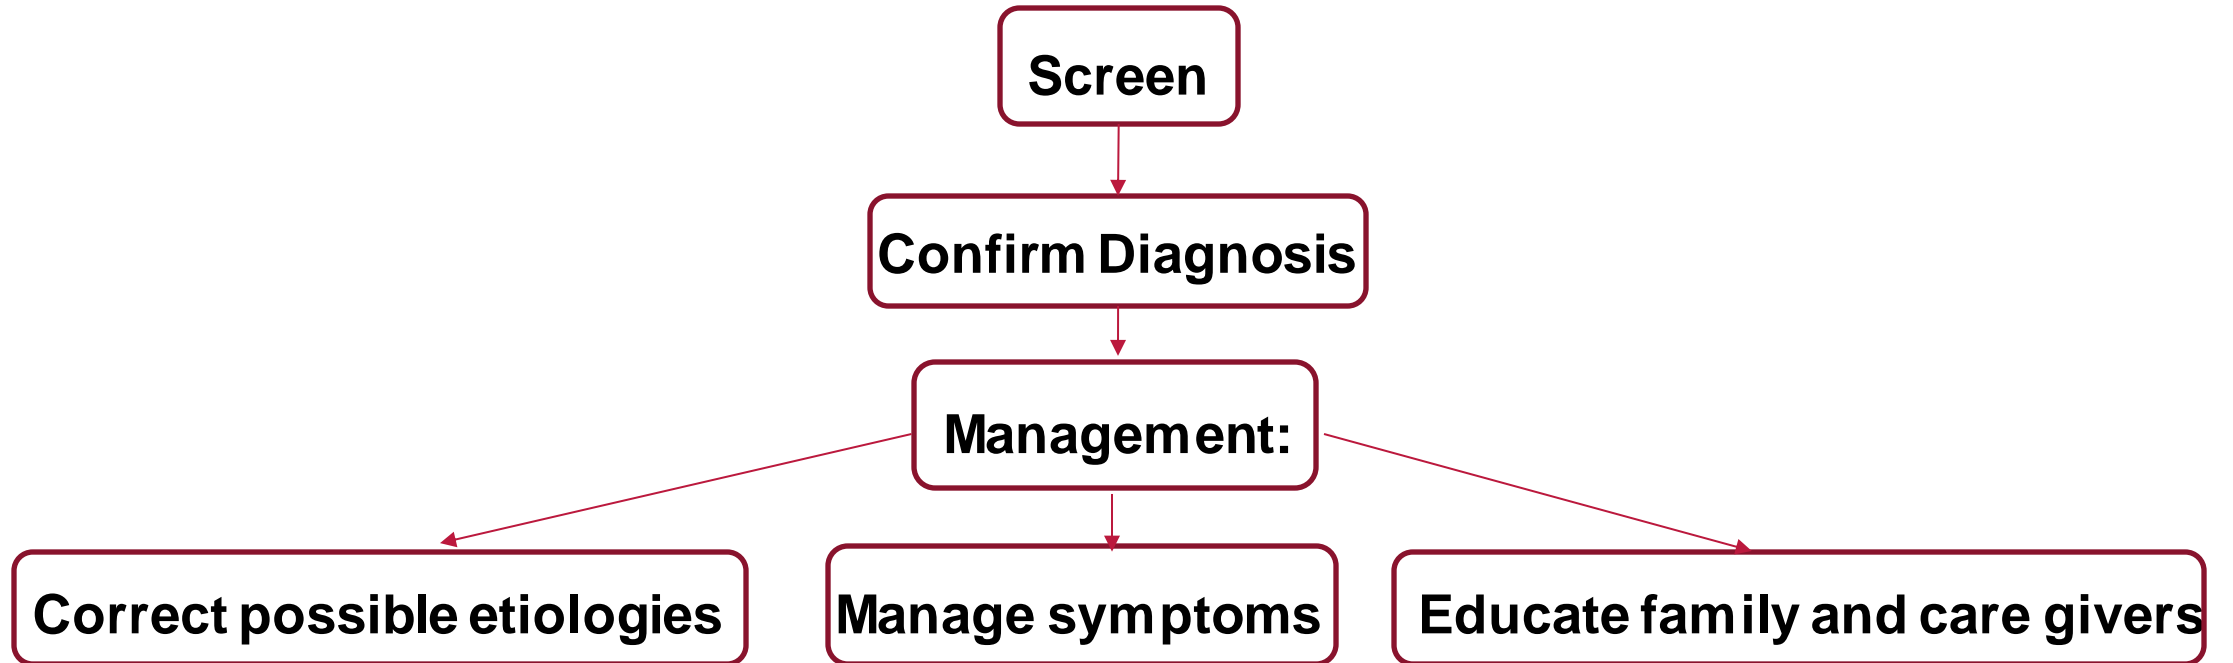 Screen
Confirm Diagnosis
Management:
Correct possible etiologies
Manage symptoms
Educate family and care givers